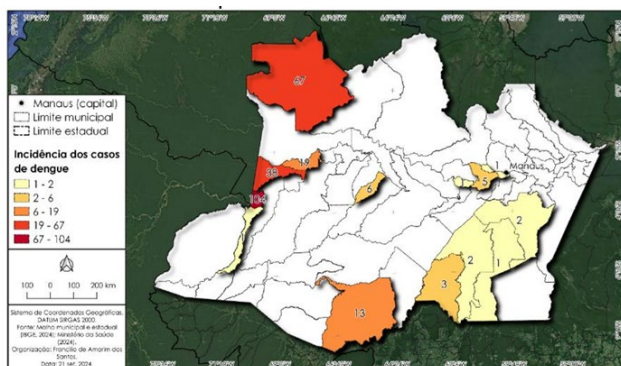 Manaus (capital)
Limite municipal
Limite estadual
Incidência dos casos
de dengue
1 - 2
2 - 6
6 - 19
19 - 67
67 - 104
100 0 100 200 km
Sistema de Coordenadas Geográficas,
DATUM SIRGAS 2000.
Fonte: Malha municipal e estadual
(IBGE, 2024); Ministério da Saúde
(2024).
Organização: Francilio de Amorim dos
Santos.
Data: 21 set. 2024
67
19
38
104
6
1 Manaus
5
2
2
1
3
13